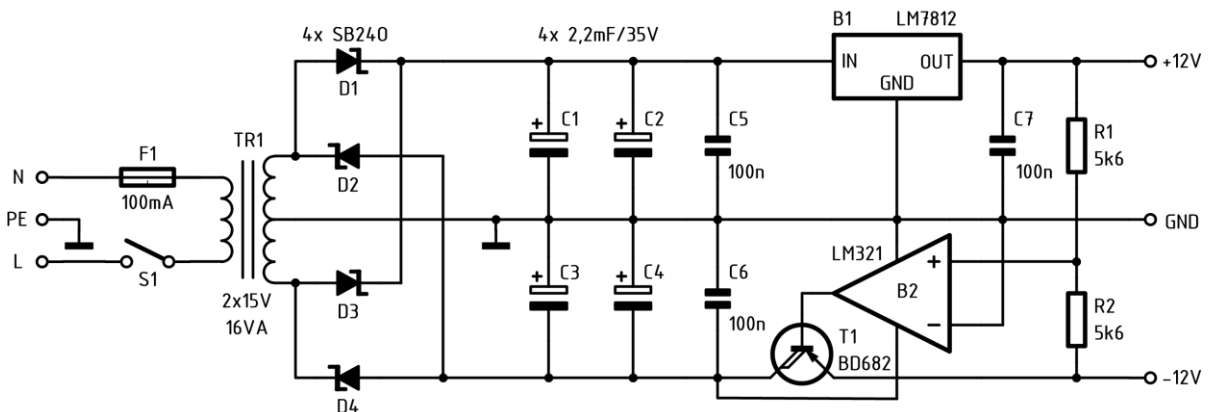 4x SB240
4x 2,2mF/35V
B1
LM7812
IN
OUT
GND
+12V
D1
C1
C2
C5
100n
C7
100n
R1
5k6
TR1
F1
100mA
N
D2
PE
GND
L
S1
2x15V
16VA
D3
C3
C4
C6
100n
LM321
B2
R2
5k6
T1
BD682
D4
-12V
+
+
+
+
+
−